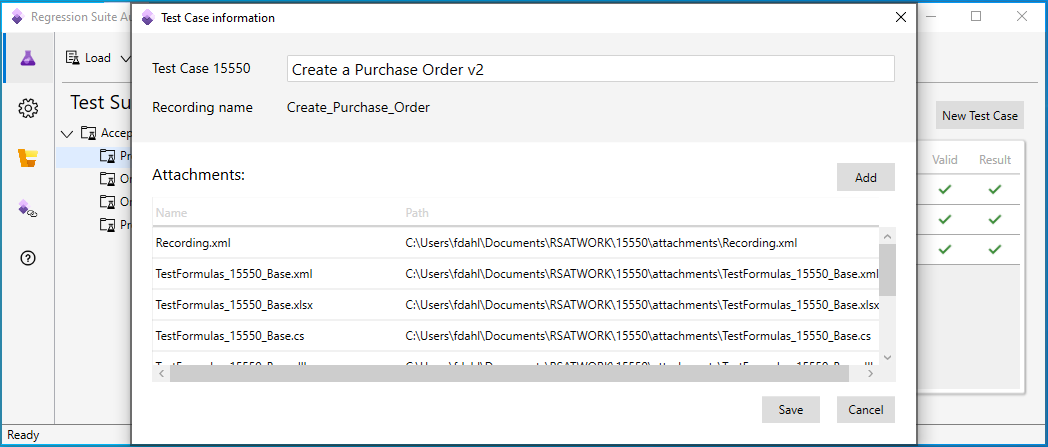 Regression Suite Au
Test Case information
Load
Test Case 15550
Create a Purchase Order v2
Recording name
Create_Purchase_Order
Test Su
New Test Case
Accep
Pr
Or
Or
Pr
Valid
Result
Attachments:
Add
Name
Path
Recording.xml
C:\Users\fdahl\Documents\RSATWORK\15550\attachments\Recording.xml
TestFormulas_15550_Base.xml
C:\Users\fdahl\Documents\RSATWORK\15550\attachments\TestFormulas_15550_Base.xml
TestFormulas_15550_Base.xlsx
C:\Users\fdahl\Documents\RSATWORK\15550\attachments\TestFormulas_15550_Base.xlsx
TestFormulas_15550_Base.cs
C:\Users\fdahl\Documents\RSATWORK\15550\attachments\TestFormulas_15550_Base.cs
Save
Cancel
Ready